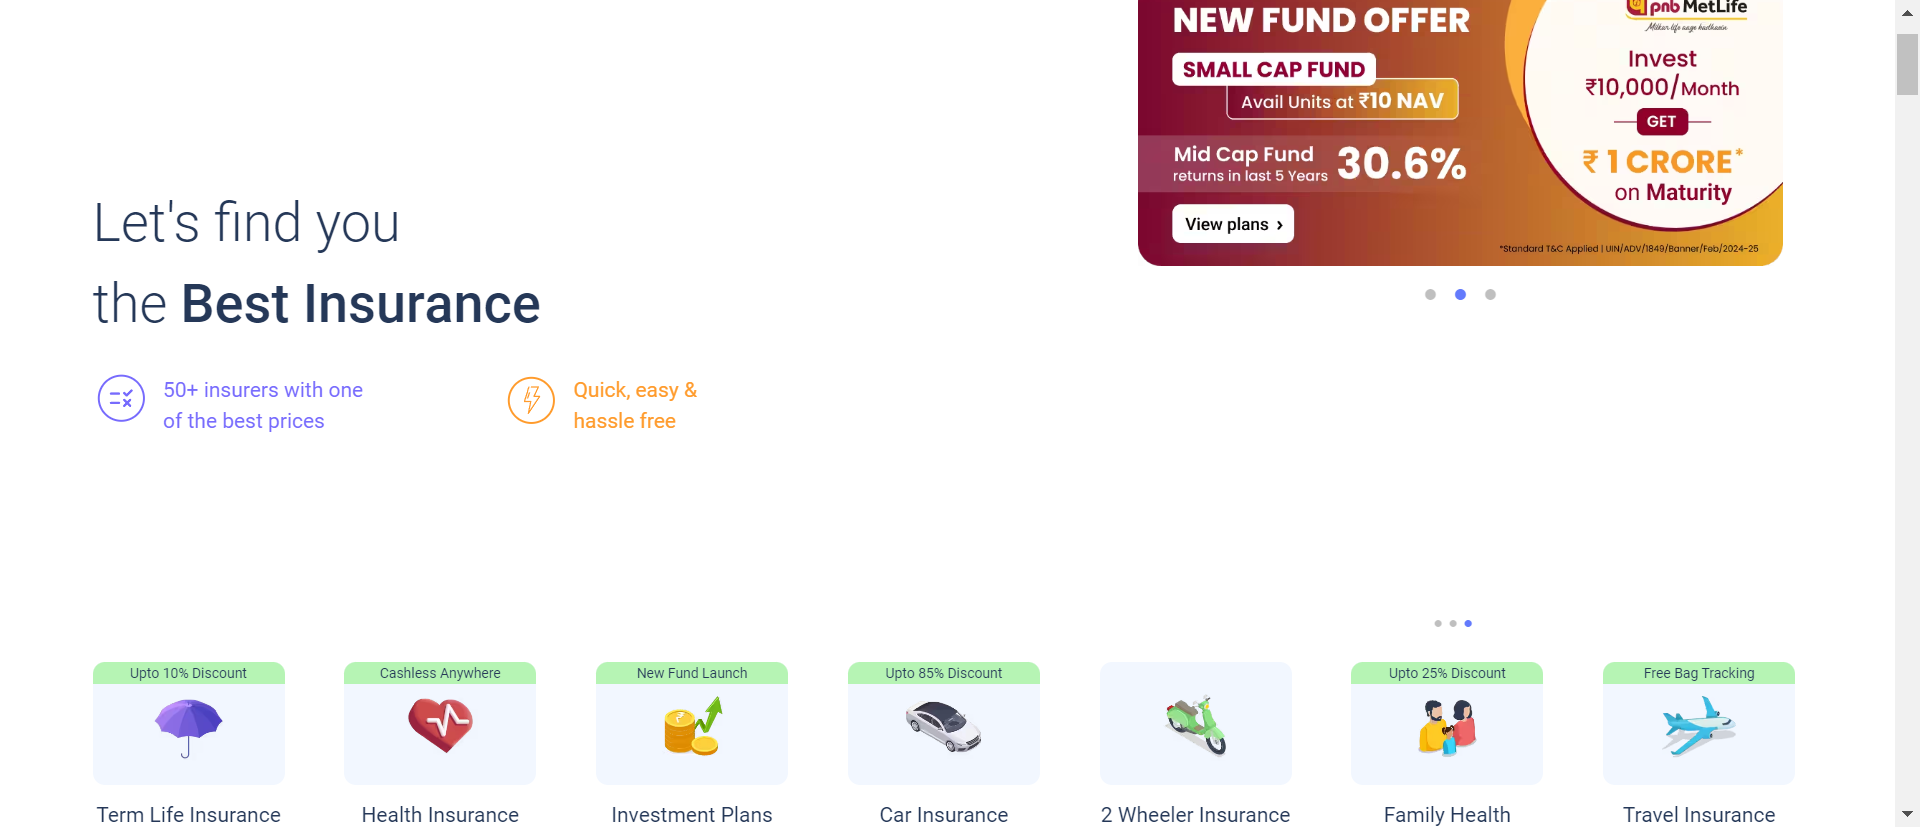 NEW FUND OFFER
SMALL CAP FUND
Avail Units at ₹10 NAV
Mid Cap Fund
returns in last 5 Years
30.6%
View plans ›
pnb MetLife
Milkar life aage badhaein
Invest
₹10,000/Month
GET
₹ 1 CRORE*
on Maturity
*Standard T&C Applied | UIN/ADV/1849/Banner/Feb/2024-25
Let's find you
the Best Insurance
50+ insurers with one
of the best prices
Quick, easy &
hassle free
Upto 10% Discount
Term Life Insurance
Cashless Anywhere
Health Insurance
New Fund Launch
Investment Plans
Upto 85% Discount
Car Insurance
2 Wheeler Insurance
Upto 25% Discount
Family Health
Free Bag Tracking
Travel Insurance